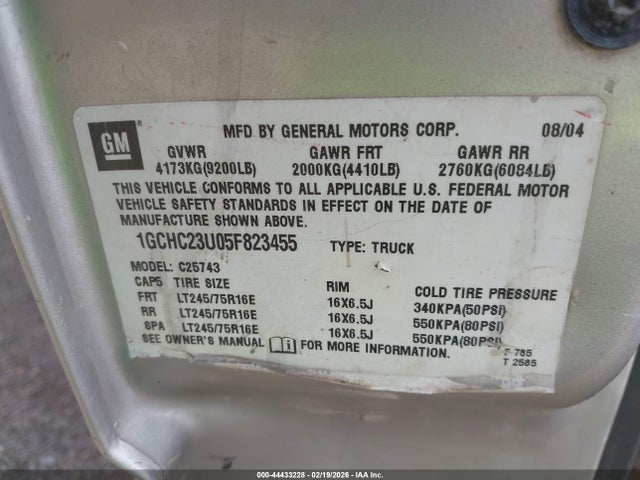 GM ®
MFD BY GENERAL MOTORS CORP. 08/04
GVWR GAWR FRT GAWR RR
4173KG(9200LB) 2000KG(4410LB) 2760KG(6084LB)
THIS VEHICLE CONFORMS TO ALL APPLICABLE U.S. FEDERAL MOTOR
VEHICLE SAFETY STANDARDS IN EFFECT ON THE DATE OF
MANUFACTURE SHOWN ABOVE.
1GCHC23U05F823455 TYPE: TRUCK
MODEL: C25743
CAP5 TIRE SIZE RIM COLD TIRE PRESSURE
FRT LT245/75R16E 16X6.5J 340KPA(50PSI)
RR LT245/75R16E 16X6.5J 550KPA(80PSI)
SPA LT245/75R16E 16X6.5J 550KPA(80PSI)
SEE OWNER'S MANUAL FOR MORE INFORMATION.
785
T 2585
000-44433228 - 02/19/2026 - IAA Inc.